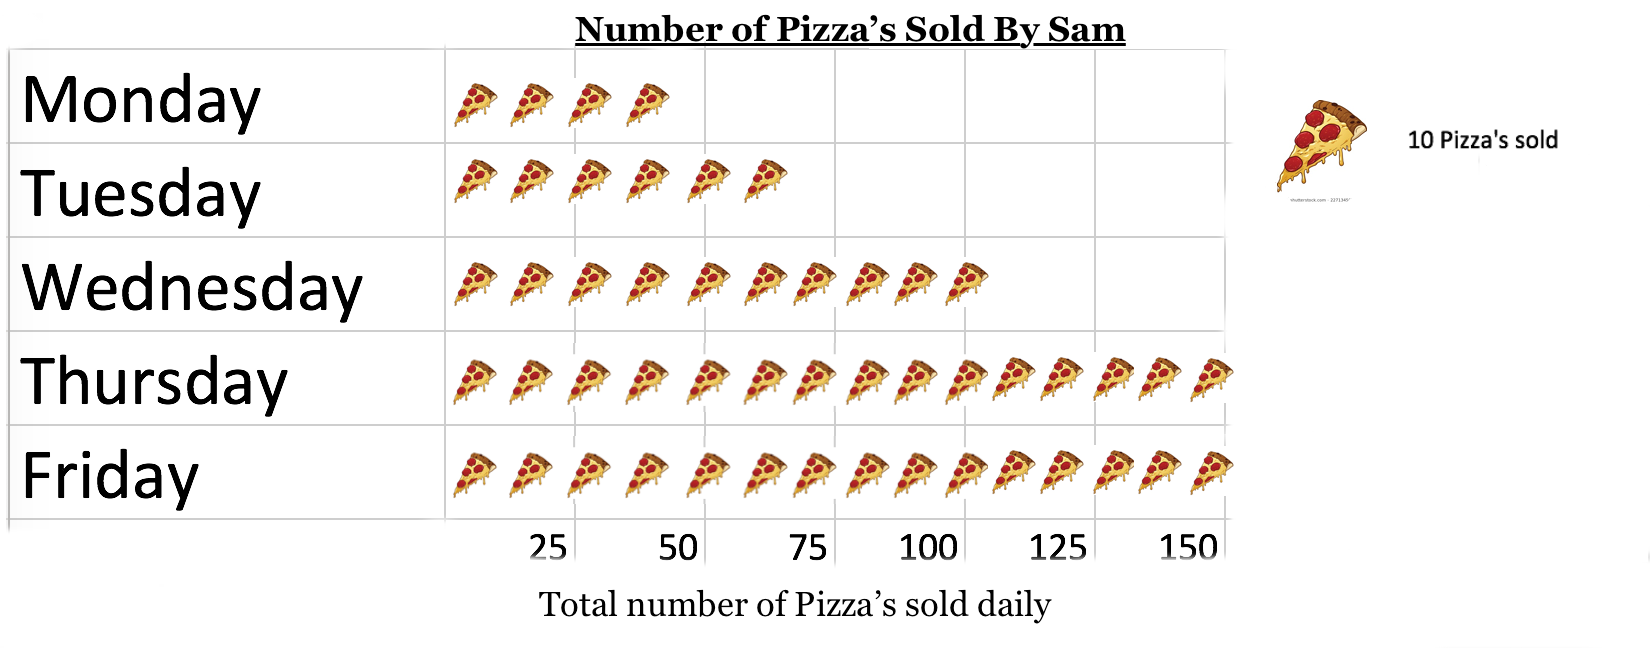 Number of Pizza’s Sold By Sam
Monday
Tuesday
Wednesday
Thursday
Friday
10 Pizza's sold
25 50 75 100 125 150
Total number of Pizza’s sold daily